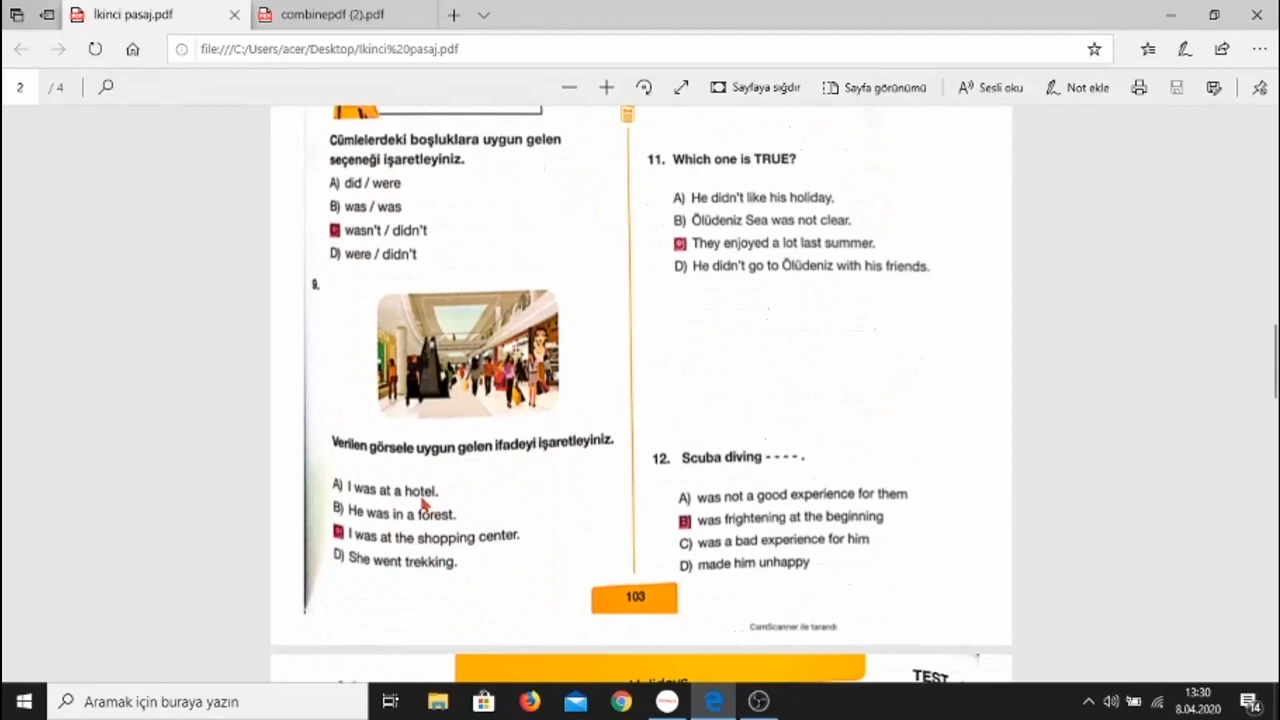 İkinci pasaj.pdf
combinepdf (2).pdf
file:///C:/Users/acer/Desktop/Ikinci%20pasaj.pdf
2 / 4
Sayfaya sığdır
Sayfa görünümü
Sesli oku
Not ekle
Cümlelerdeki boşluklara uygun gelen
seçeneği işaretleyiniz.
A) did / were
B) was / was
C) wasn't / didn't
D) were / didn't
9.
Verilen görsele uygun gelen ifadeyi işaretleyiniz.
A) I was at a hotel.
B) He was in a forest.
I was at the shopping center.
D) She went trekking.
11. Which one is TRUE?
A) He didn't like his holiday.
B) Ölüdeniz Sea was not clear.
C) They enjoyed a lot last summer.
D) He didn't go to Ölüdeniz with his friends.
12. Scuba diving - - - - .
A) was not a good experience for them
B) was frightening at the beginning
C) was a bad experience for him
D) made him unhappy
103
CamScanner ile tarandı
Holidays
TEST
Aramak için buraya yazın
13:30
8.04.2020
14